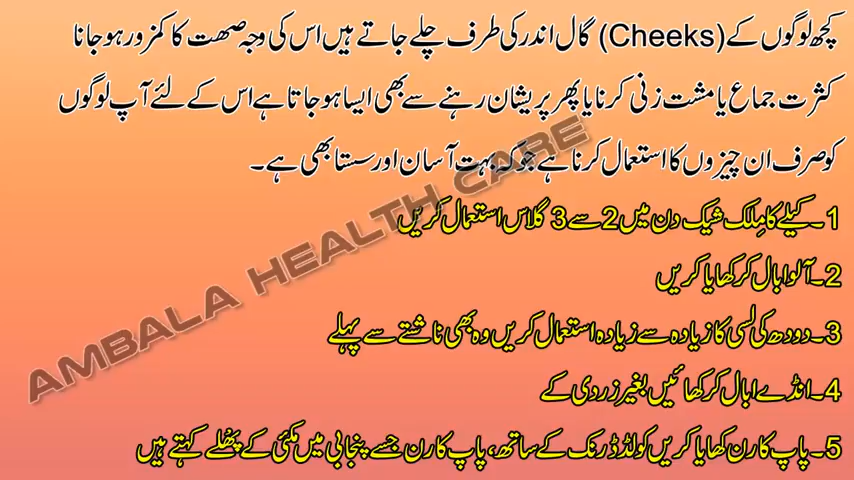 کچھ لوگوں کے (Cheeks) گال اندر کی طرف چلے جاتے ہیں اس کی وجہ صحت کا کمزور ہو جانا
کثرت جماع یا مشت زنی کرنا یا پھر پریشان رہنے سے بھی ایسا ہو جاتا ہے اس کے لئے آپ لوگوں
کو صرف ان چیزوں کا استعمال کرنا ہے جو کہ بہت آسان اور سستا بھی ہے۔
1۔ کیلے کا مِلک شیک دن میں 2 سے 3 گلاس استعمال کریں
2۔ آلو ابال کر کھایا کریں
3۔ دودھ کی لسی کا زیادہ سے زیادہ استعمال کریں وہ بھی ناشتے سے پہلے
4۔ انڈے ابال کر کھائیں بغیر زردی کے
5۔ پاپ کارن کھایا کریں کولڈ ڈرنک کے ساتھ، پاپ کارن جسے پنجابی میں مکئی کے پھلے کہتے ہیں
AMBALA HEALTH CARE